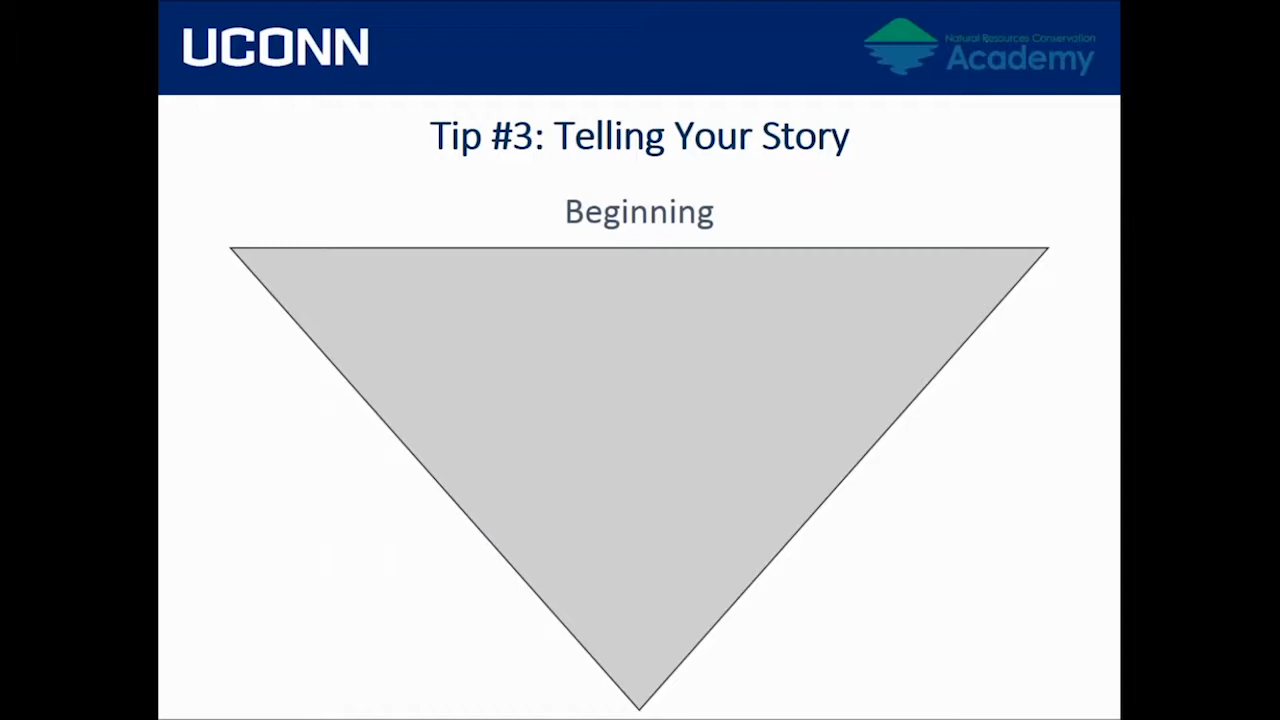 UCONN
Natural Resources Conservation
Academy
Tip #3: Telling Your Story
Beginning